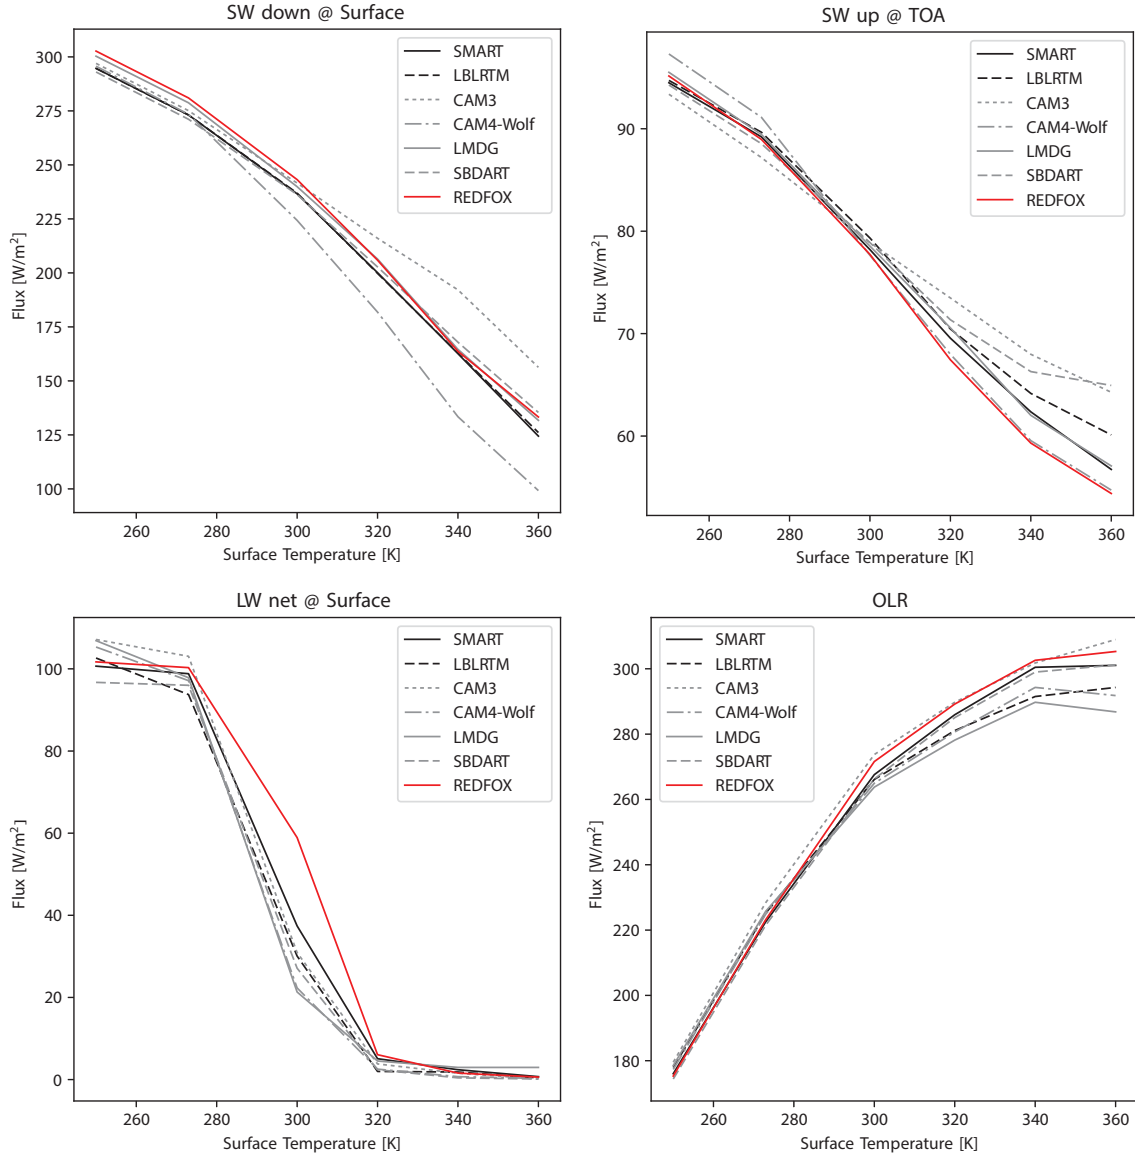 SW down @ Surface
300
275
250
225
200
175
150
125
100
Flux [W/m²]
260 280 300 320 340 360
Surface Temperature [K]
SMART
LBLRTM
CAM3
CAM4-Wolf
LMDG
SBDART
REDFOX
SW up @ TOA
90
80
70
60
Flux [W/m²]
260 280 300 320 340 360
Surface Temperature [K]
SMART
LBLRTM
CAM3
CAM4-Wolf
LMDG
SBDART
REDFOX
LW net @ Surface
100
80
60
40
20
0
Flux [W/m²]
260 280 300 320 340 360
Surface Temperature [K]
SMART
LBLRTM
CAM3
CAM4-Wolf
LMDG
SBDART
REDFOX
OLR
300
280
260
240
220
200
180
Flux [W/m²]
260 280 300 320 340 360
Surface Temperature [K]
SMART
LBLRTM
CAM3
CAM4-Wolf
LMDG
SBDART
REDFOX